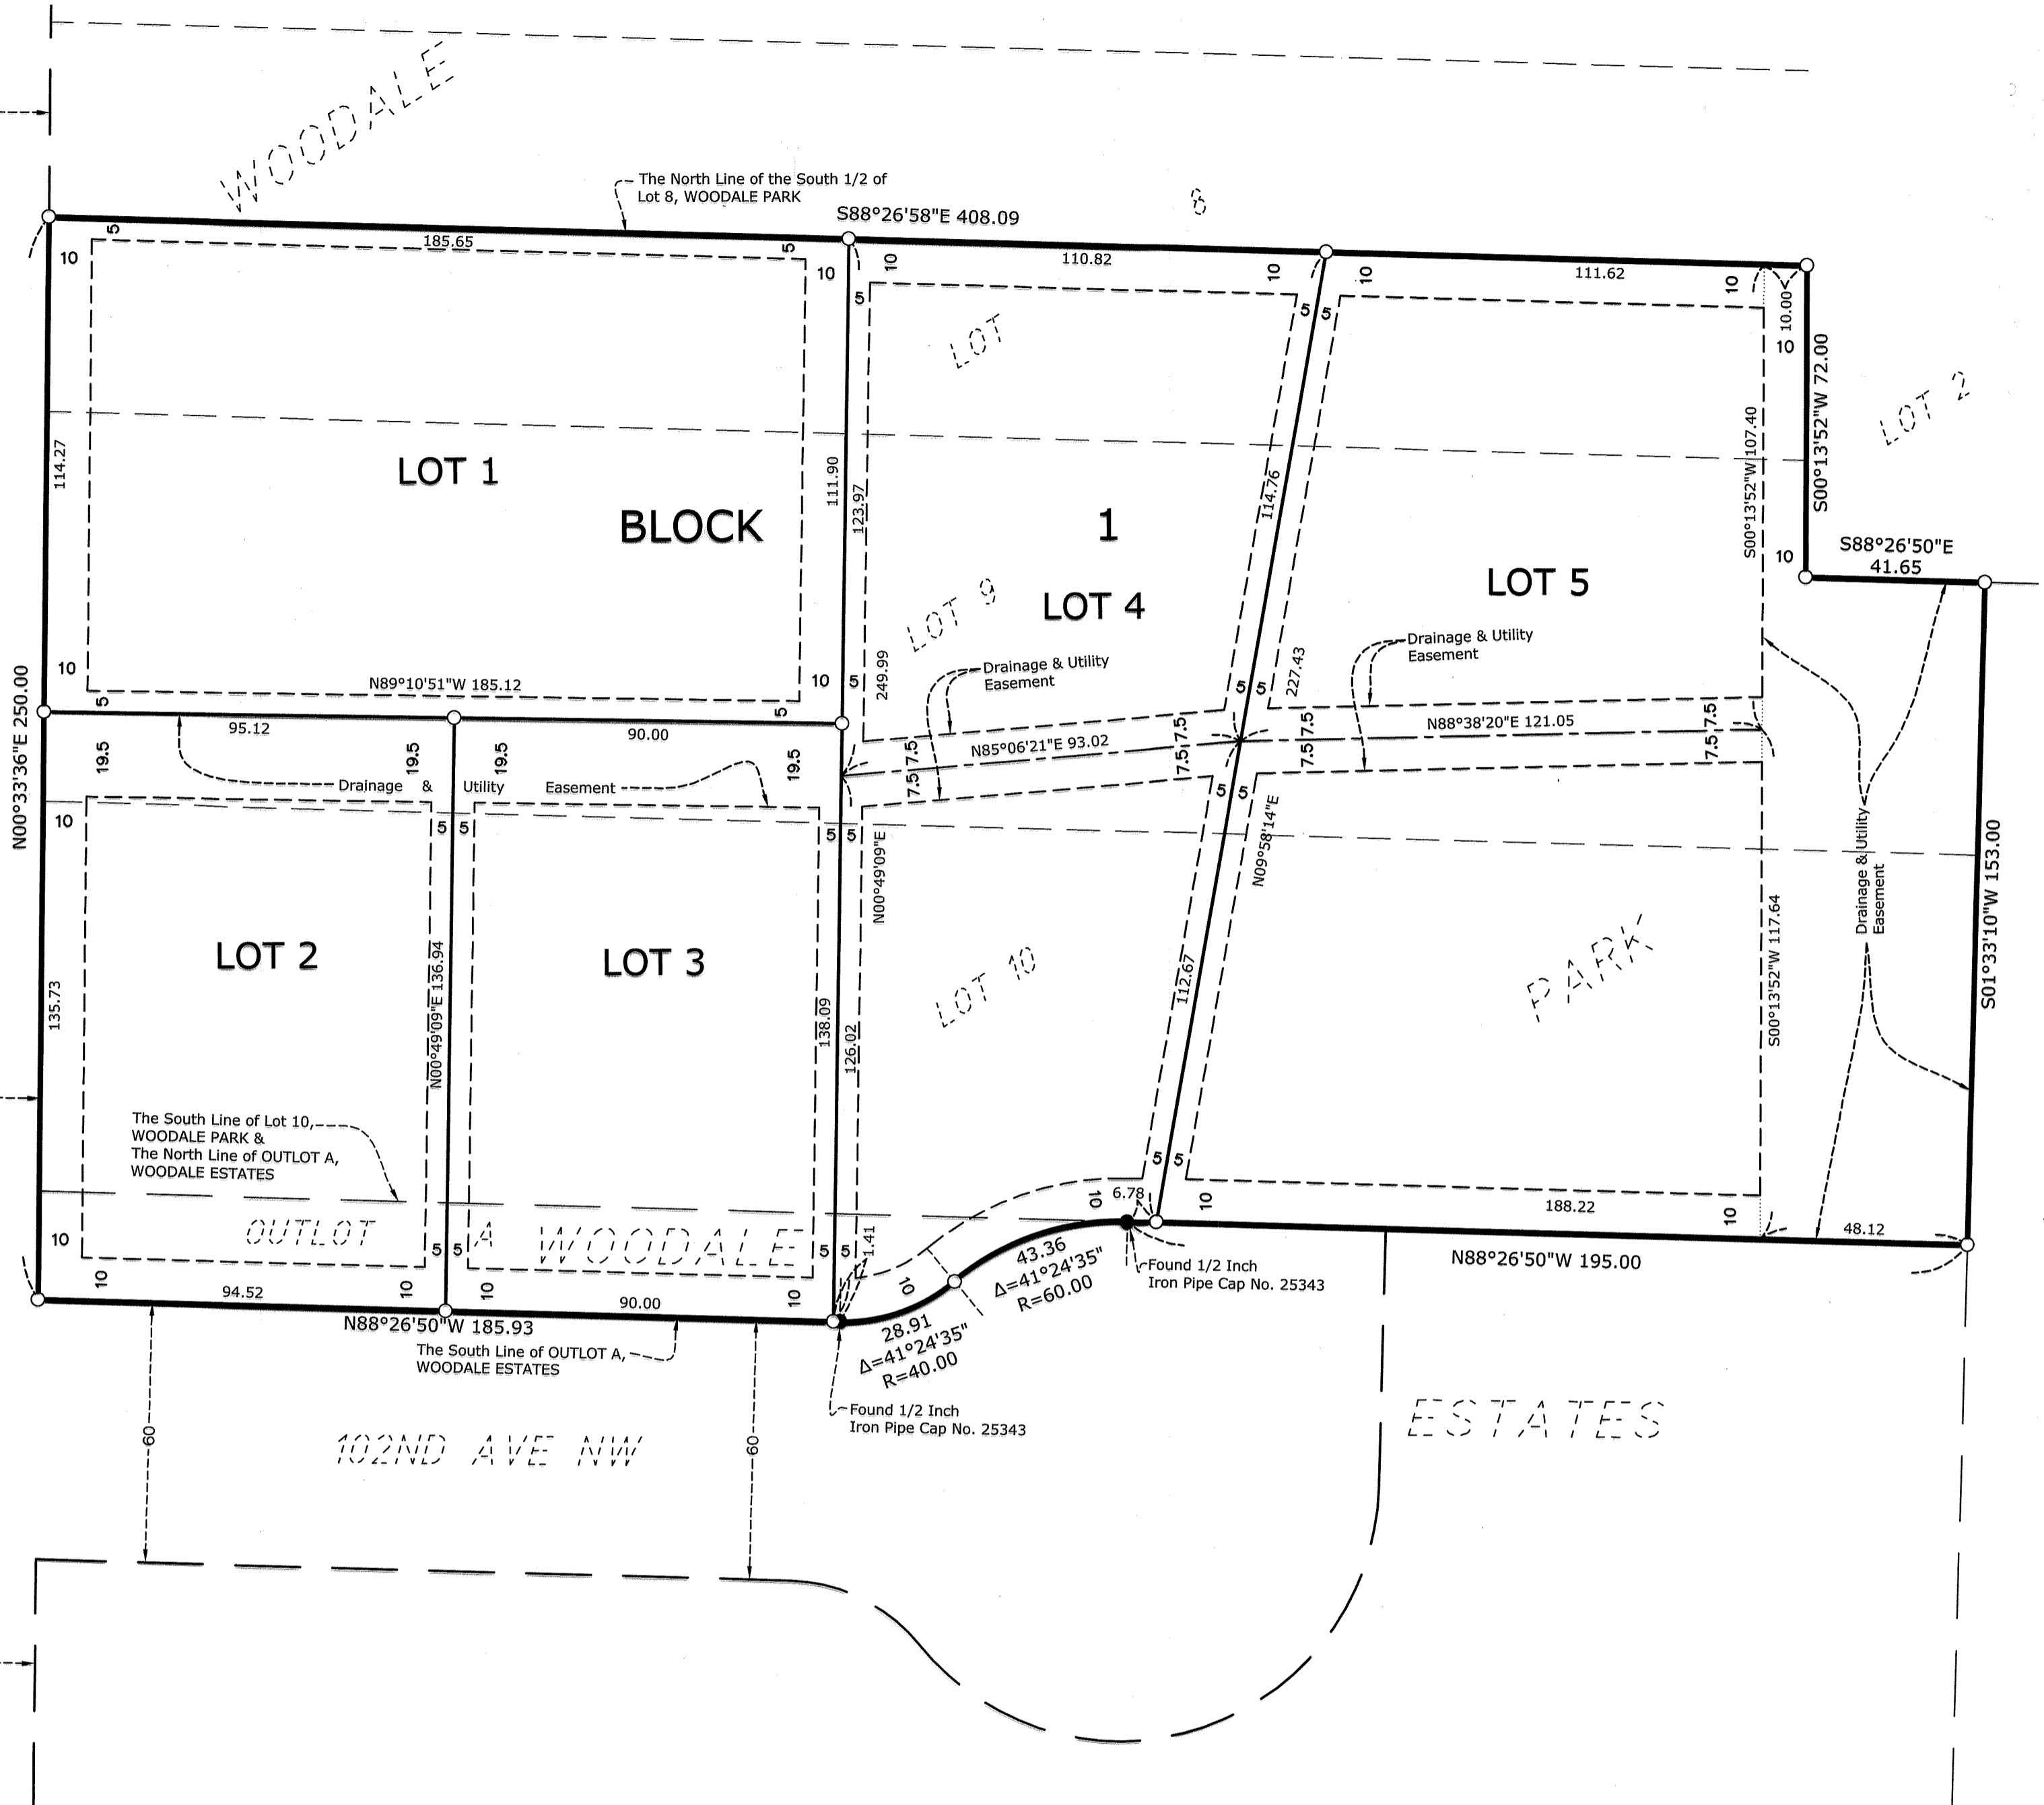 WOODALE
The North Line of the South 1/2 of
Lot 8, WOODALE PARK
S88°26'58"E 408.09
8
5
185.65
5
10
10
10
110.82
10
10
111.62
10
10.00
10
5
5
5
LOT
S00°13'52"W 72.00
LOT 2
114.27
LOT 1
BLOCK
1
111.90
123.97
114.76
S00°13'52"W 107.40
10
S88°26'50"E
41.65
LOT 5
LOT 4
LOT 9
Drainage & Utility
Easement
Drainage & Utility
Easement
249.99
227.43
10
N89°10'51"W 185.12
10
5
5
5
5
5
N00°33'36"E 250.00
95.12
90.00
19.5
19.5
19.5
19.5
7.5
7.5
N85°06'21"E 93.02
7.5
7.5
7.5
7.5
N88°38'20"E 121.05
7.5
7.5
Drainage & Utility Easement
10
5
5
5
5
5
5
N00°49'09"E
N09°58'14"E
Drainage & Utility
Easement
S01°33'10"W 153.00
LOT 2
LOT 3
LOT 10
PARK
135.73
N00°49'09"E 136.94
138.09
126.02
112.67
S00°13'52"W 117.64
The South Line of Lot 10,
WOODALE PARK &
The North Line of OUTLOT A,
WOODALE ESTATES
5
5
10
6.78
10
188.22
10
48.12
10
OUTLOT A
WOODALE
5
5
5
5
1.41
10
10
10
10
10
94.52
90.00
N88°26'50"W 185.93
43.36
Δ=41°24'35"
R=60.00
28.91
Δ=41°24'35"
R=40.00
Found 1/2 Inch
Iron Pipe Cap No. 25343
N88°26'50"W 195.00
The South Line of OUTLOT A,
WOODALE ESTATES
Found 1/2 Inch
Iron Pipe Cap No. 25343
60
60
102ND AVE NW
ESTATES